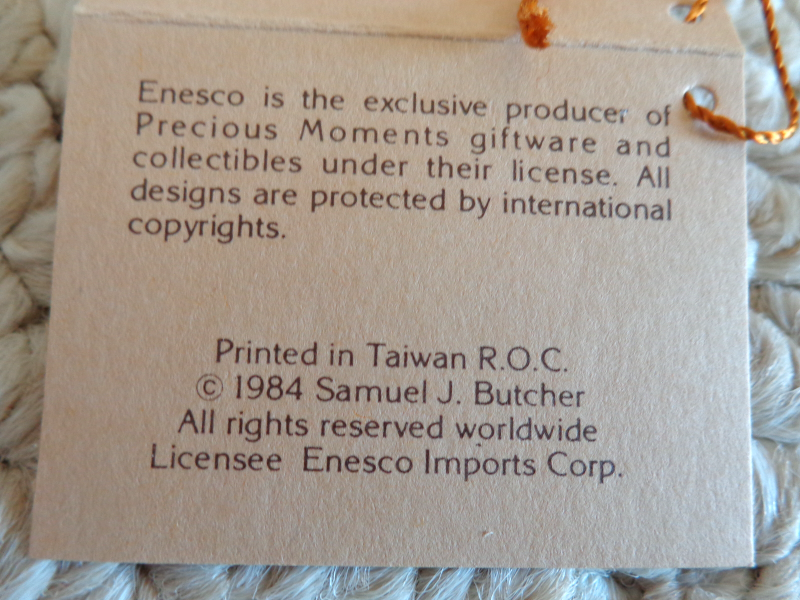 Enesco is the exclusive producer of
Precious Moments giftware and
collectibles under their license. All
designs are protected by international
copyrights.
Printed in Taiwan R.O.C.
© 1984 Samuel J. Butcher
All rights reserved worldwide
Licensee Enesco Imports Corp.